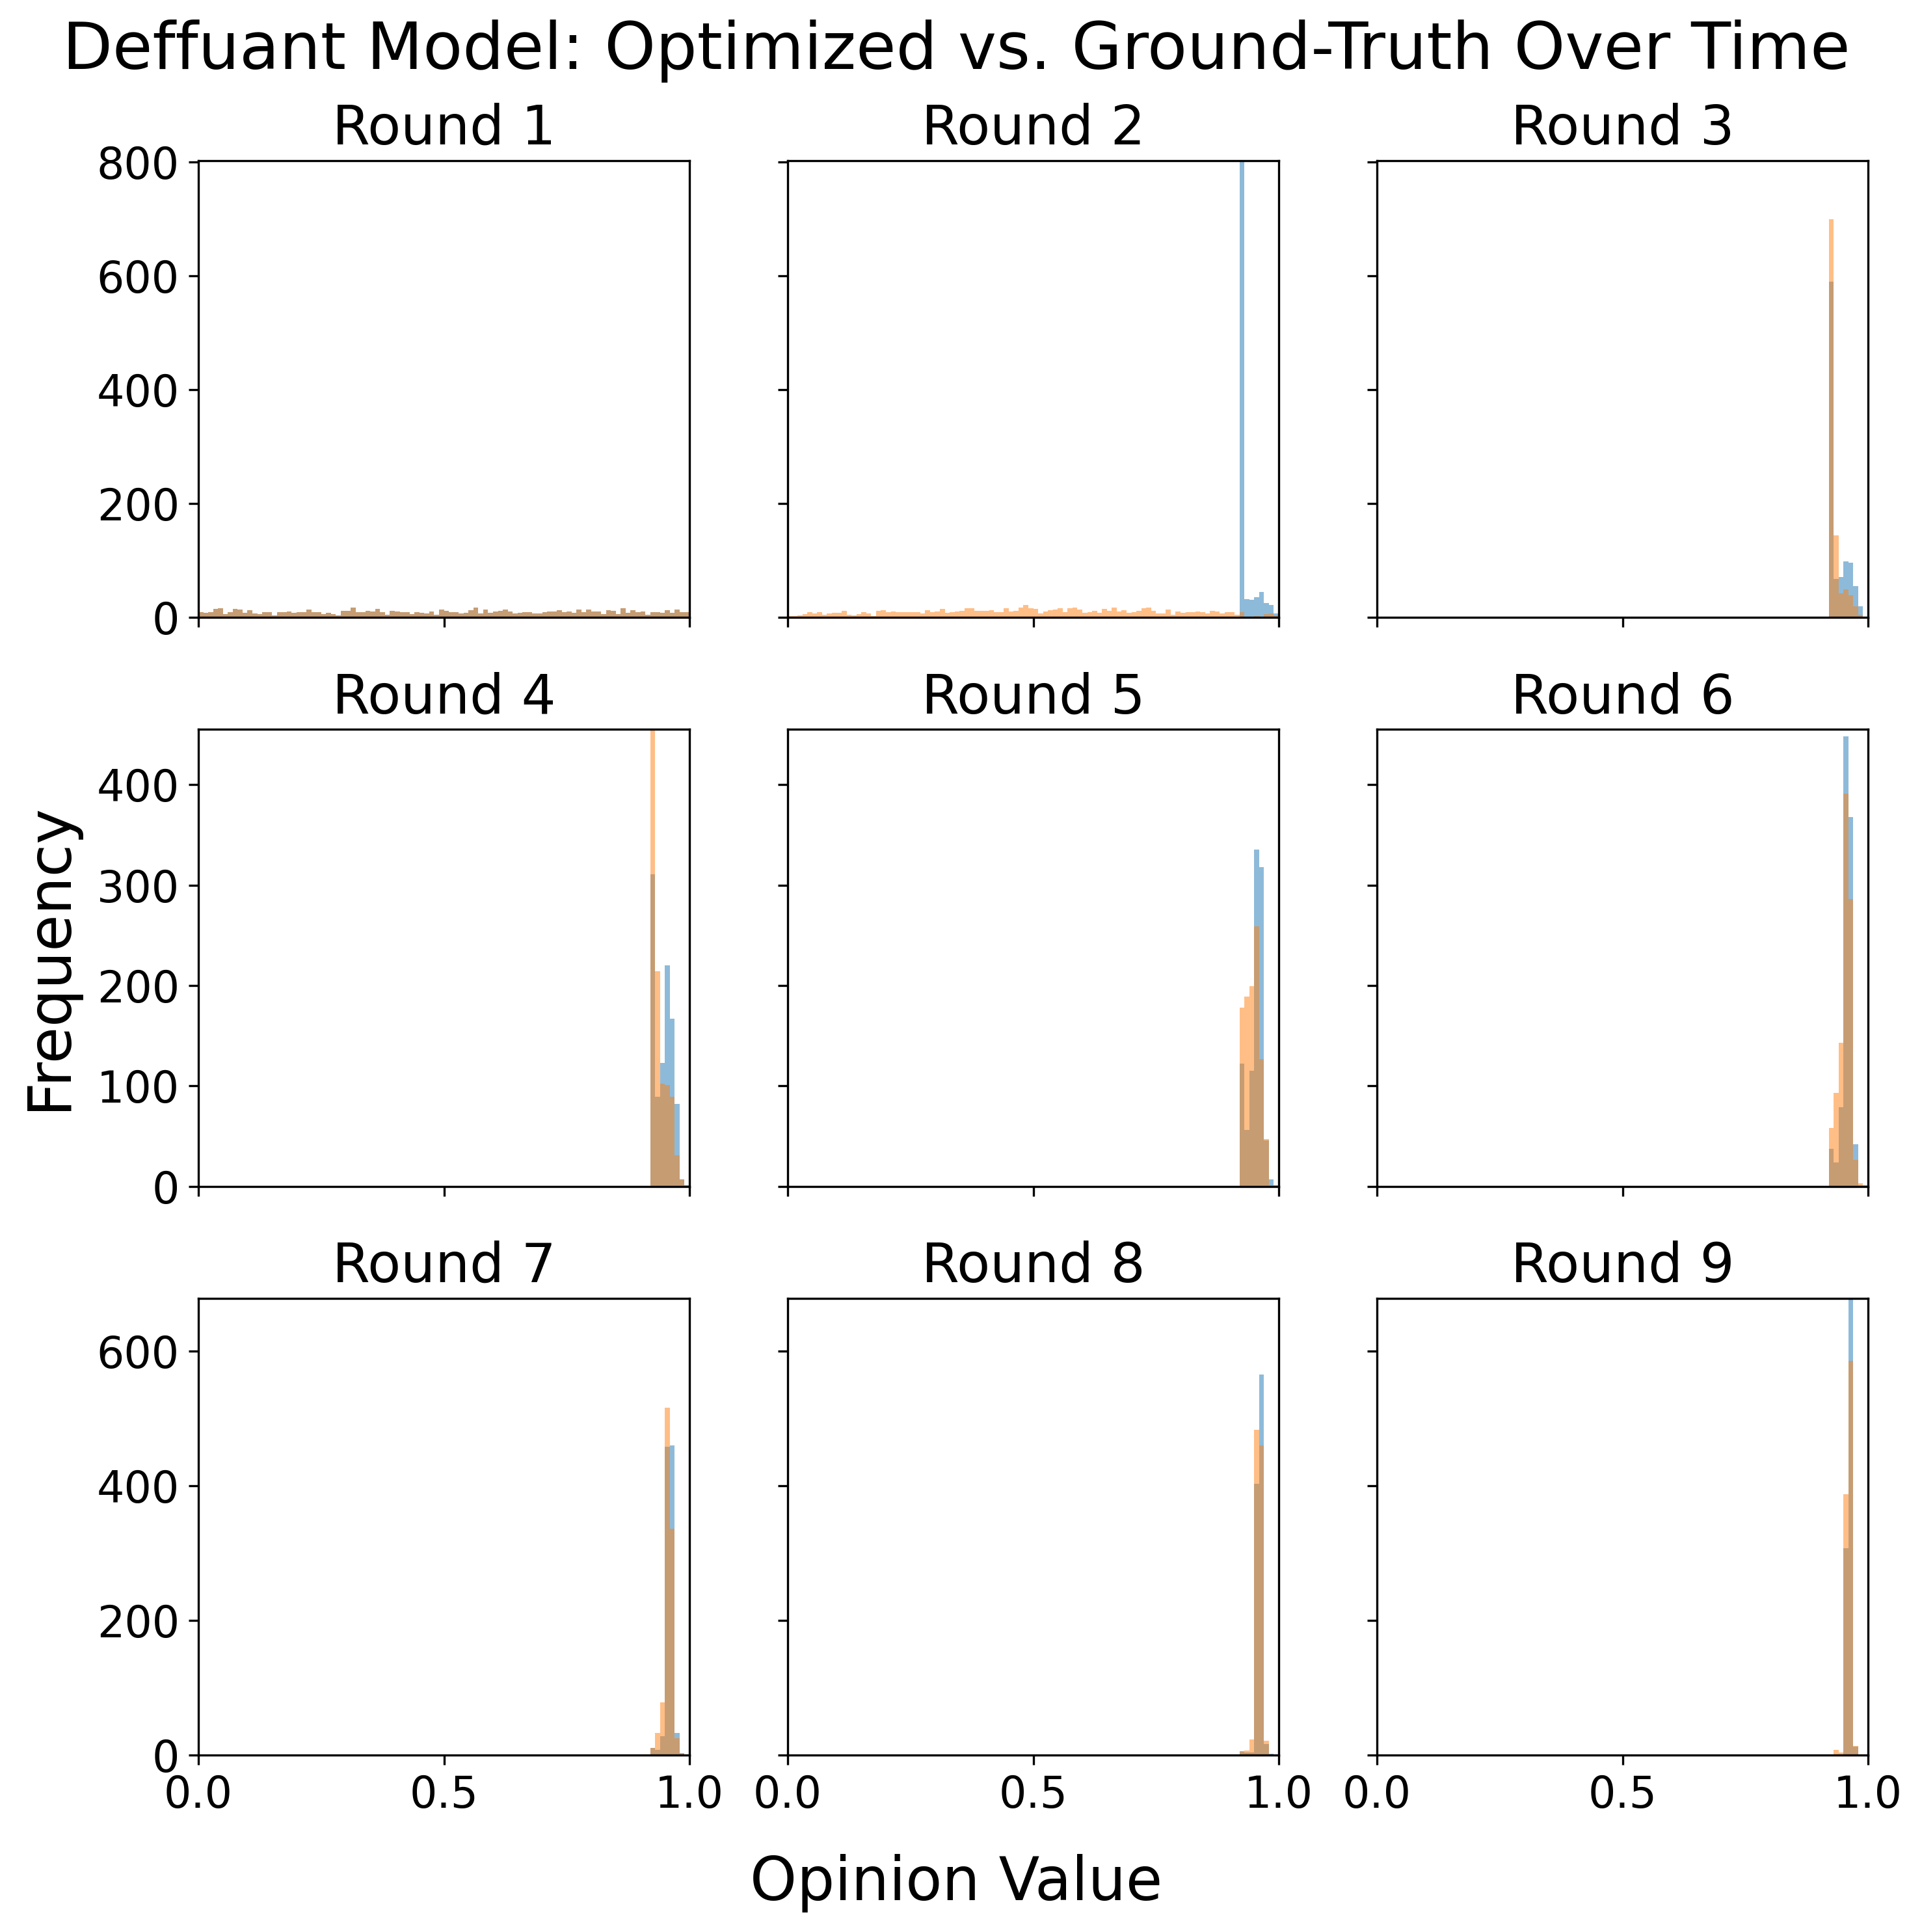 Deffuant Model: Optimized vs. Ground-Truth Over Time
Round 1
Round 2
Round 3
800
600
400
200
0
Round 4
Round 5
Round 6
400
300
200
100
0
Frequency
Round 7
Round 8
Round 9
600
400
200
0
0.0 0.5 1.0
0.0 0.5 1.0
0.0 0.5 1.0
Opinion Value